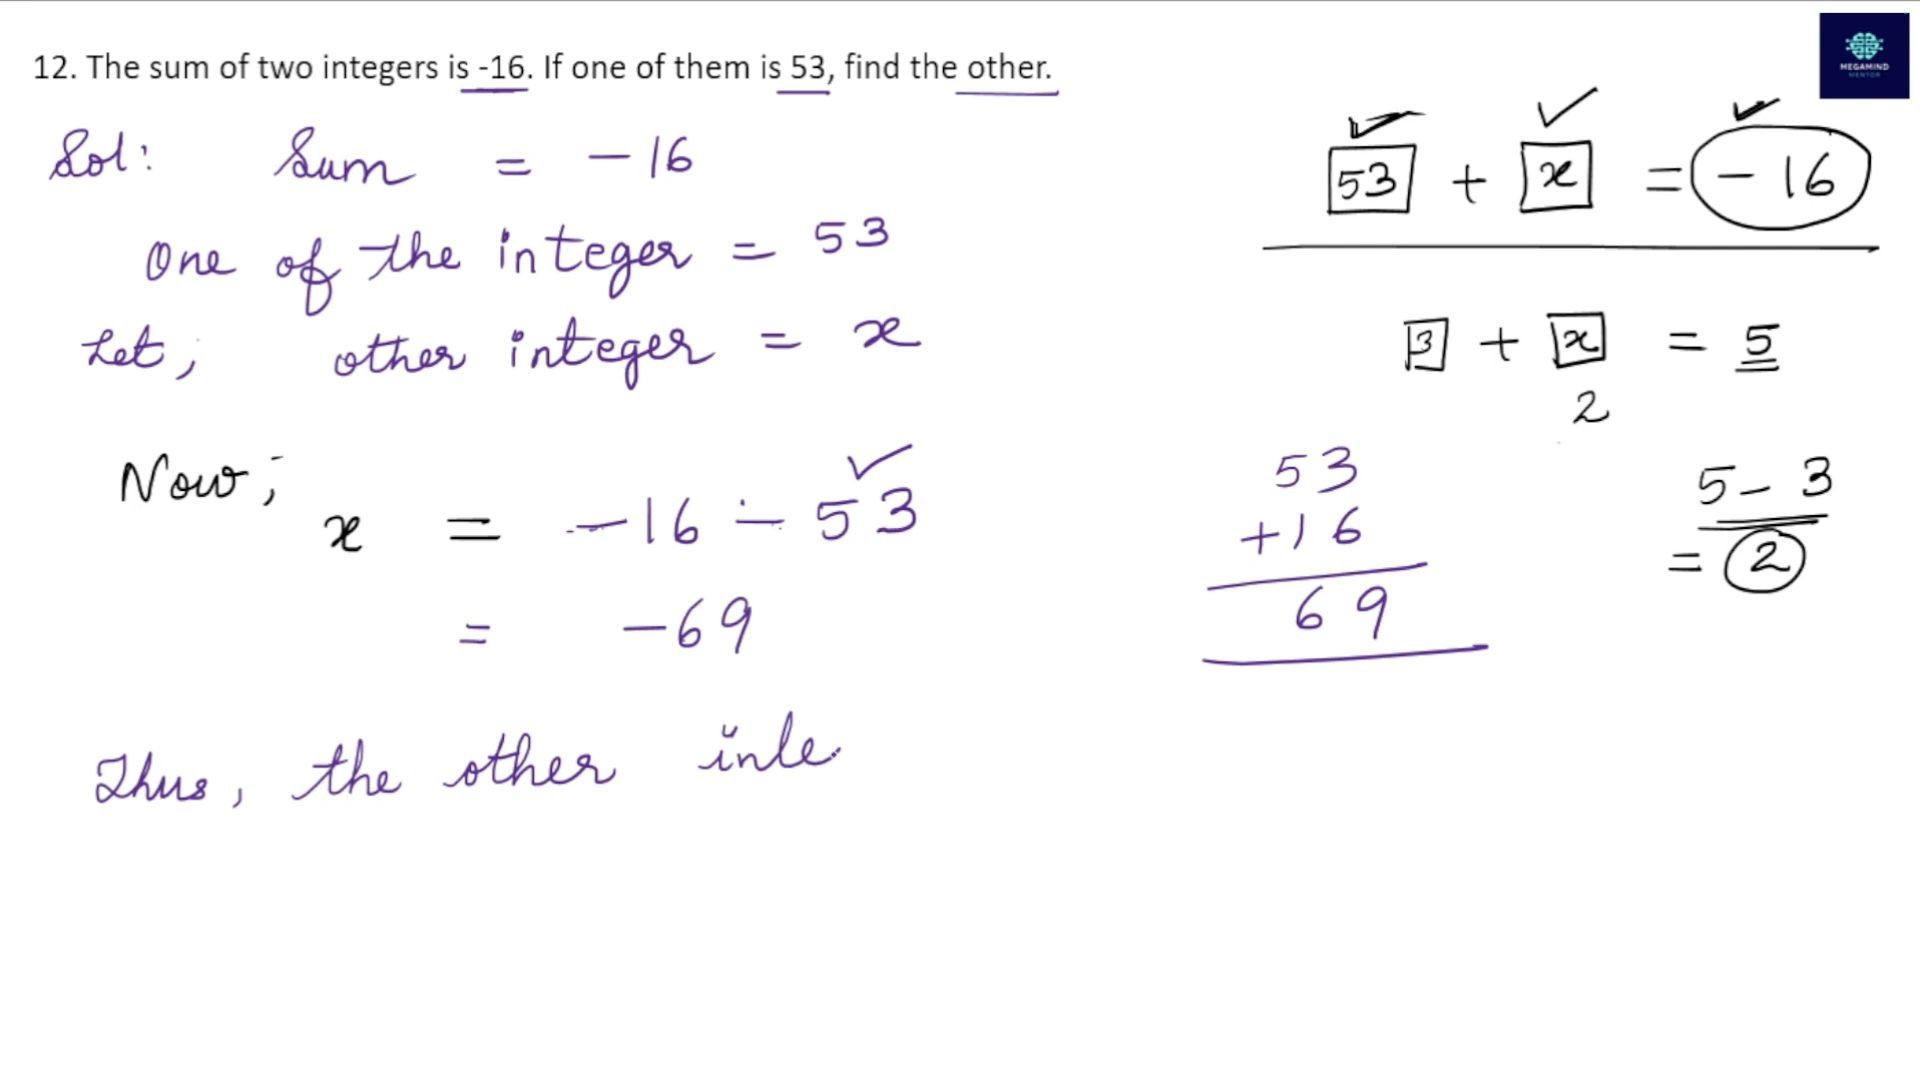 12. The sum of two integers is -16. If one of them is 53, find the other.
MEGAMIND
MENTOR
Sol: Sum = -16
One of the integer = 53
Let, other integer = x
Now; x = -16 - 53
= -69
Thus, the other inte
53 + x = -16
3 + x = 5
2
53
+16
69
5-3
= 2